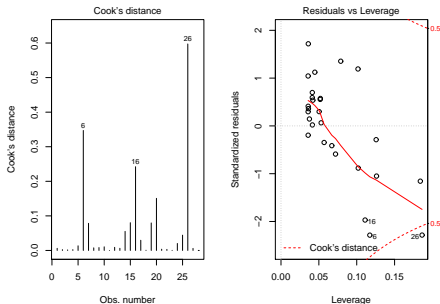 Cook's distance
Cook's distance
0.0 0.1 0.2 0.3 0.4 0.5 0.6
6
16
26
0 5 10 15 20 25
Obs. number
Residuals vs Leverage
Standardized residuals
2
1
0
−1
−2
0.5
0.5
16
6
26
Cook's distance
0.00 0.05 0.10 0.15
Leverage